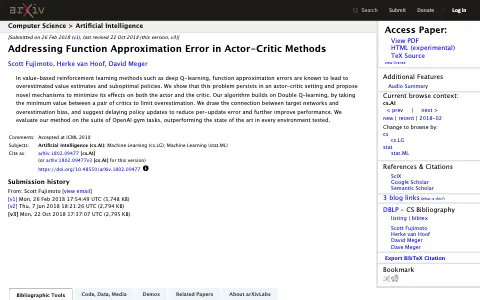 arXiv
Search Submit Donate Log in
Computer Science > Artificial Intelligence
[Submitted on 26 Feb 2018 (v1), last revised 22 Oct 2018 (this version, v3)]
Addressing Function Approximation Error in Actor-Critic Methods
Scott Fujimoto, Herke van Hoof, David Meger
In value-based reinforcement learning methods such as deep Q-learning, function approximation errors are known to lead to
overestimated value estimates and suboptimal policies. We show that this problem persists in an actor-critic setting and propose
novel mechanisms to minimize its effects on both the actor and the critic. Our algorithm builds on Double Q-learning, by taking
the minimum value between a pair of critics to limit overestimation. We draw the connection between target networks and
overestimation bias, and suggest delaying policy updates to reduce per-update error and further improve performance. We
evaluate our method on the suite of OpenAI gym tasks, outperforming the state of the art in every environment tested.
Comments: Accepted at ICML 2018
Subjects: Artificial Intelligence (cs.AI); Machine Learning (cs.LG); Machine Learning (stat.ML)
Cite as: arXiv:1802.09477 [cs.AI]
(or arXiv:1802.09477v3 [cs.AI] for this version)
https://doi.org/10.48550/arXiv.1802.09477
Submission history
From: Scott Fujimoto [view email]
[v1] Mon, 26 Feb 2018 17:54:49 UTC (3,748 KB)
[v2] Thu, 7 Jun 2018 18:21:26 UTC (2,794 KB)
[v3] Mon, 22 Oct 2018 17:37:07 UTC (2,795 KB)
Bibliographic Tools Code, Data, Media Demos Related Papers About arXivLabs
Access Paper:
View PDF
HTML (experimental)
TeX Source
view license
Additional Features
Audio Summary
Current browse context:
cs.AI
< prev | next >
new | recent | 2018-02
Change to browse by:
cs
cs.LG
stat
stat.ML
References & Citations
SciX
Google Scholar
Semantic Scholar
3 blog links (what is this?)
DBLP - CS Bibliography
listing | bibtex
Scott Fujimoto
Herke van Hoof
David Meger
Dave Meger
Export BibTeX Citation
Bookmark